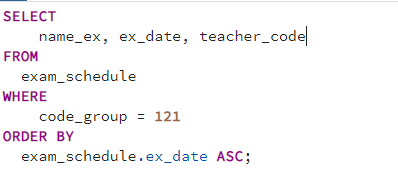 SELECT
name_ex, ex_date, teacher_code
FROM
exam_schedule
WHERE
code_group = 121
ORDER BY
exam_schedule.ex_date ASC;